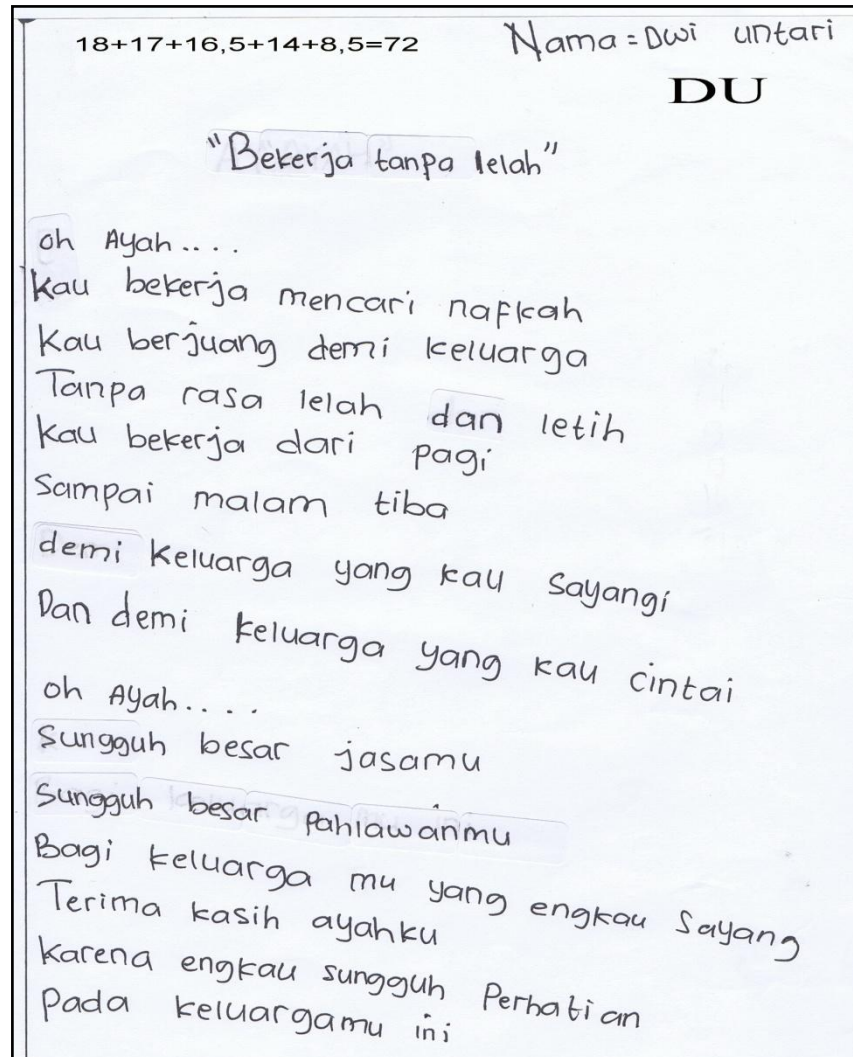 18+17+16,5+14+8,5=72
Nama = Dwi untari
DU
"Bekerja tanpa lelah"
oh Ayah....
Kau bekerja mencari nafkah
Kau berjuang demi keluarga
Tanpa rasa lelah dan letih
Kau bekerja dari pagi
Sampai malam tiba
demi Keluarga yang kau Sayangi
Dan demi keluarga yang kau cintai
oh Ayah....
Sungguh besar jasamu
Sungguh besar Pahlawanmu
Bagi keluarga mu yang engkau Sayang
Terima kasih ayahku
Karena engkau sungguh Perhatian
Pada keluargamu ini